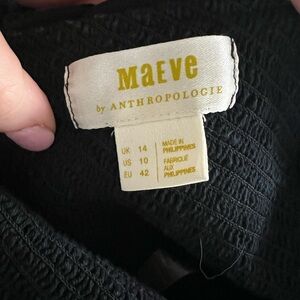 MAEVE
by ANTHROPOLOGIE
UK 14
US 10
EU 42
MADE IN
PHILIPPINES
FABRIQUÉ
AUX
PHILIPPINES